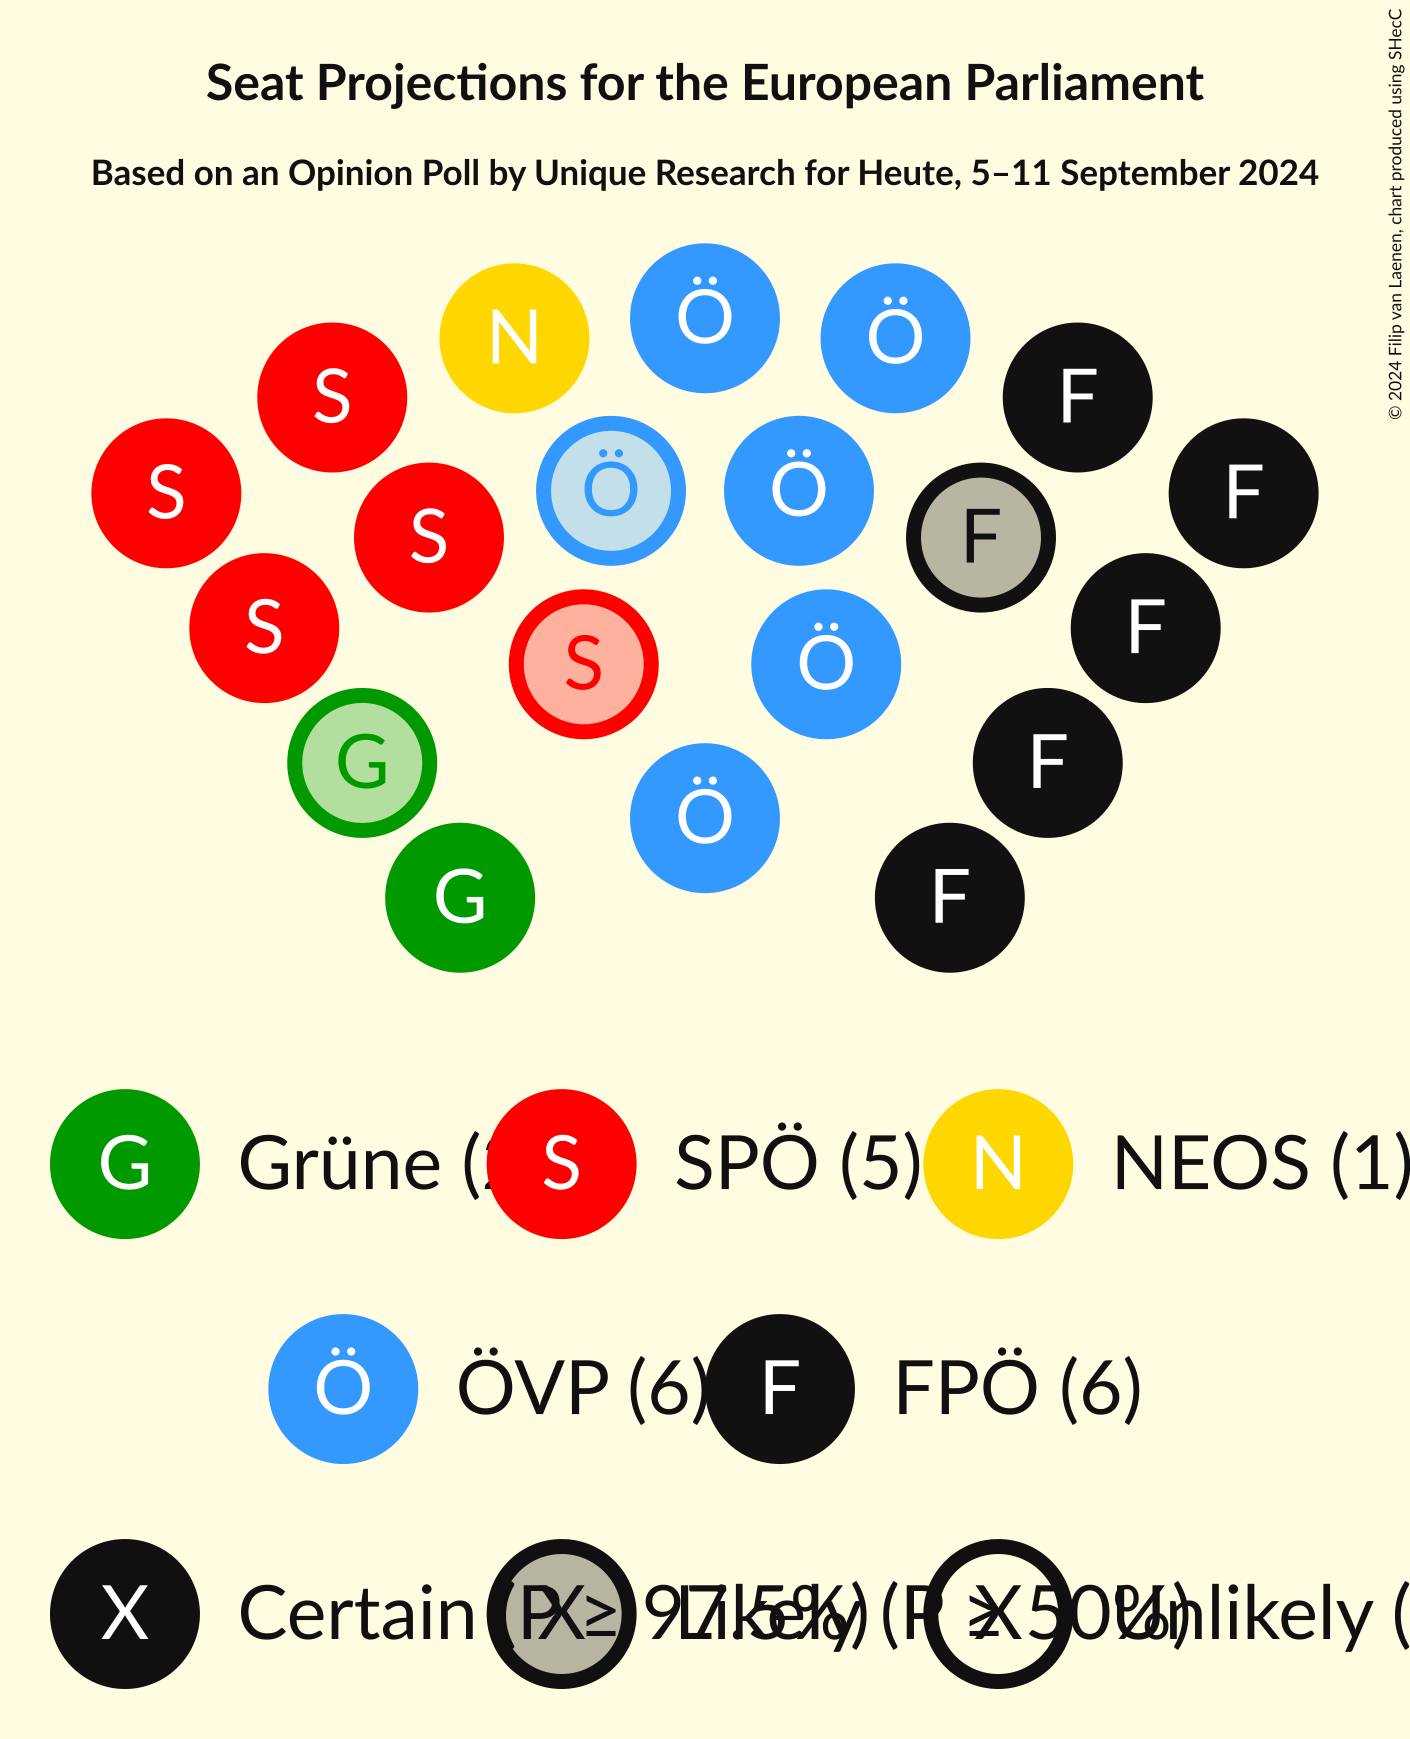 Seat Projections for the European Parliament
Based on an Opinion Poll by Unique Research for Heute, 5–11 September 2024
© 2024 Filip van Laenen, chart produced using SHecC
N Ö Ö
S F
S F
Ö Ö
S F
S F
S Ö
G F
Ö
G F
G Grüne ( S SPÖ (5) N NEOS (1)
Ö ÖVP (6) F FPÖ (6)
X Certain (P ≥ 97.5%) X Likely (P ≥ 50%) X Unlikely (